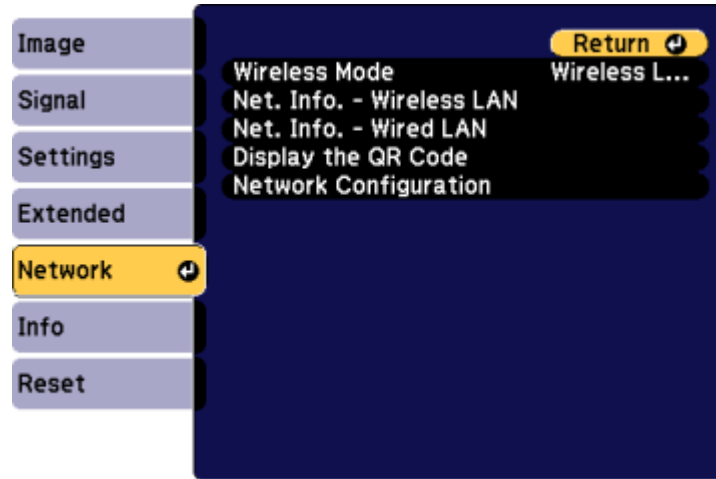 Image
Signal
Settings
Extended
Network
Info
Reset
Return
Wireless Mode Wireless L...
Net. Info. - Wireless LAN
Net. Info. - Wired LAN
Display the QR Code
Network Configuration